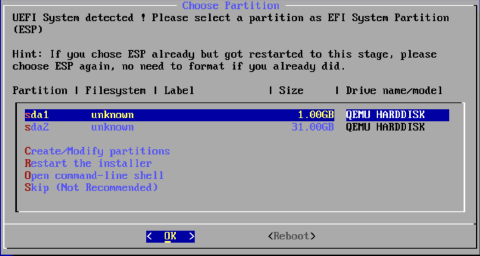 Choose Partition
UEFI System detected ! Please select a partition as EFI System Partition
(ESP)
Hint: If you chose ESP already but got restarted to this stage, please
choose ESP again, no need to format if you already did.
Partition | Filesystem | Label | Size | Drive name/model
sda1 unknown 1.00GB QEMU HARDDISK
sda2 unknown 31.00GB QEMU HARDDISK
Create/Modify partitions
Restart the installer
Open command-line shell
Skip (Not Recommended)
< OK > <Reboot>